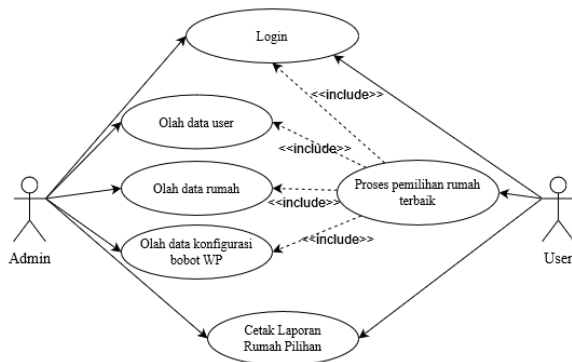 Login
<<include>>
Olah data user
<<include>>
Olah data rumah
Proses pemilihan rumah
terbaik
<<include>>
<<include>>
Olah data konfigurasi
bobot WP
Admin
User
Cetak Laporan
Rumah Pilihan